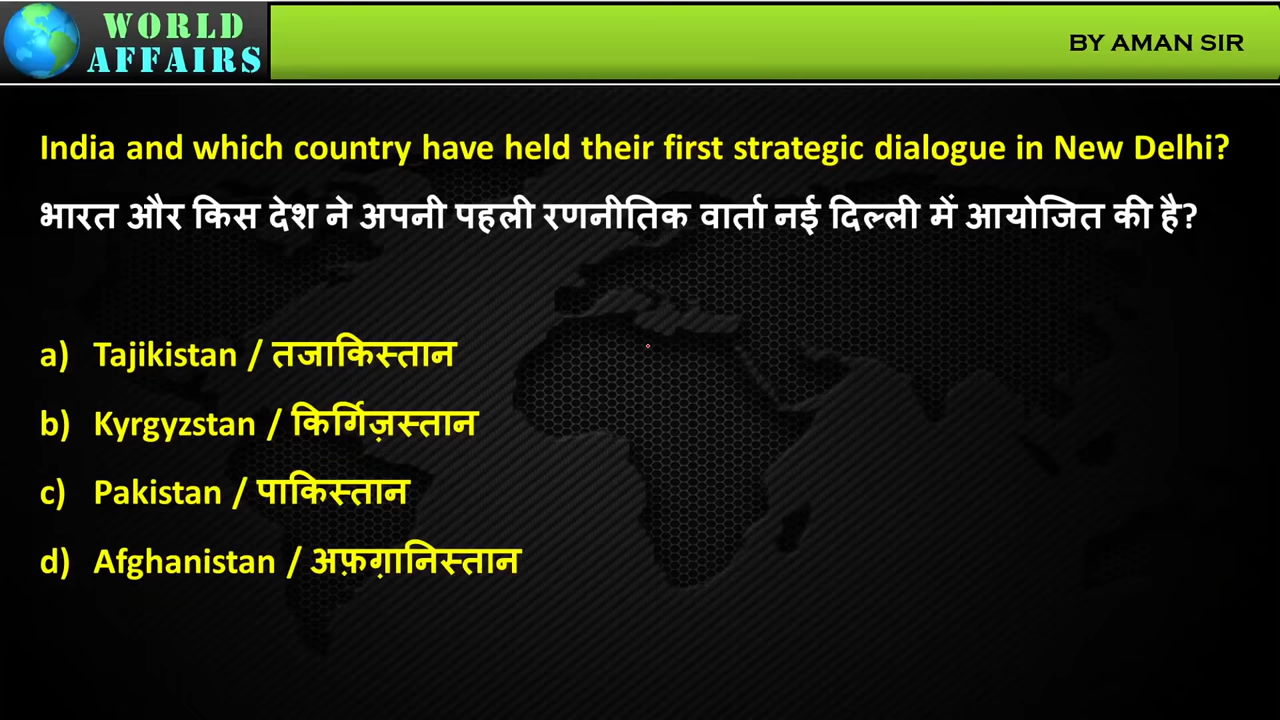 WORLD
AFFAIRS
BY AMAN SIR
India and which country have held their first strategic dialogue in New Delhi?
भारत और किस देश ने अपनी पहली रणनीतिक वार्ता नई दिल्ली में आयोजित की है?
a) Tajikistan / तजाकिस्तान
b) Kyrgyzstan / किर्गिज़स्तान
c) Pakistan / पाकिस्तान
d) Afghanistan / अफ़ग़ानिस्तान